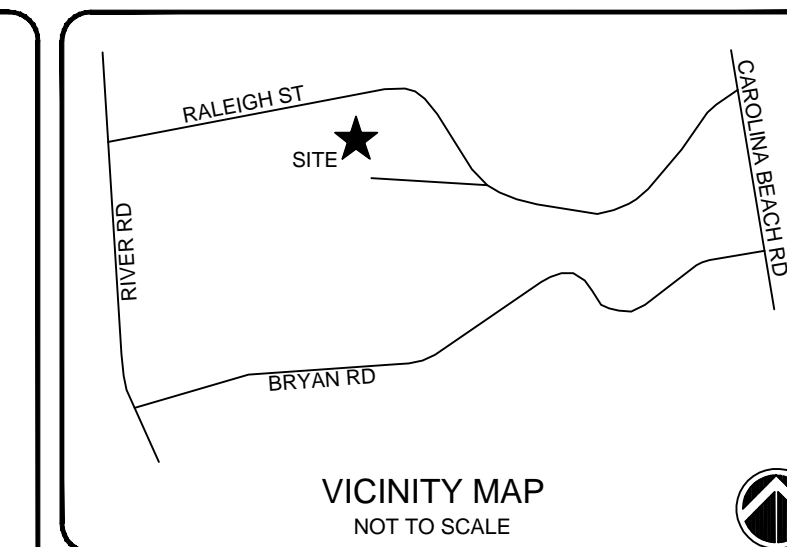 RALEIGH ST
CAROLINA BEACH RD
SITE
RIVER RD
BRYAN RD
VICINITY MAP
NOT TO SCALE